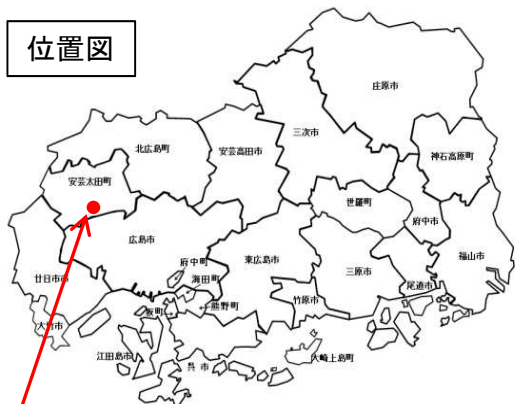 位置図
庄原市
三次市
北広島町
安芸高田市
神石高原町
安芸太田町
世羅町
府中市
広島市
東広島市
福山市
府中町
三原市
廿日市市
海田町
尾道市
竹原市
熊野町
坂町
大竹市
江田島市
大崎上島町
呉市